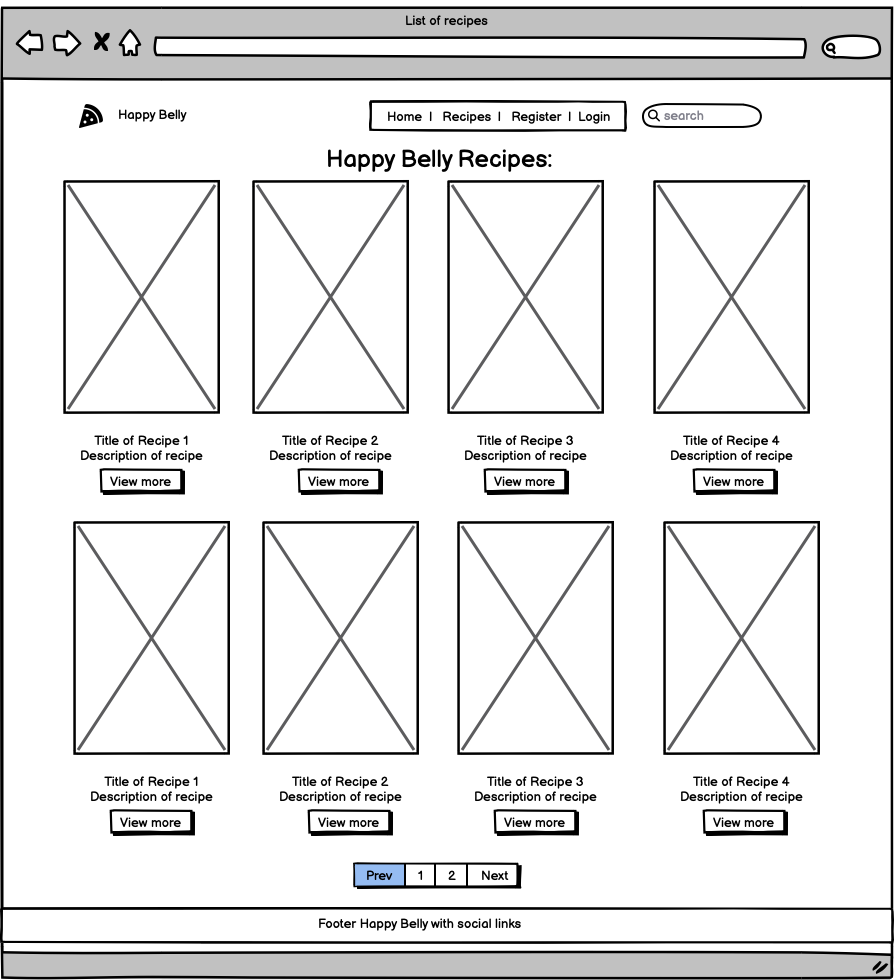 List of recipes
Happy Belly
Home | Recipes | Register | Login
search
Happy Belly Recipes:
Title of Recipe 1
Description of recipe
View more
Title of Recipe 2
Description of recipe
View more
Title of Recipe 3
Description of recipe
View more
Title of Recipe 4
Description of recipe
View more
Title of Recipe 1
Description of recipe
View more
Title of Recipe 2
Description of recipe
View more
Title of Recipe 3
Description of recipe
View more
Title of Recipe 4
Description of recipe
View more
Prev 1 2 Next
Footer Happy Belly with social links